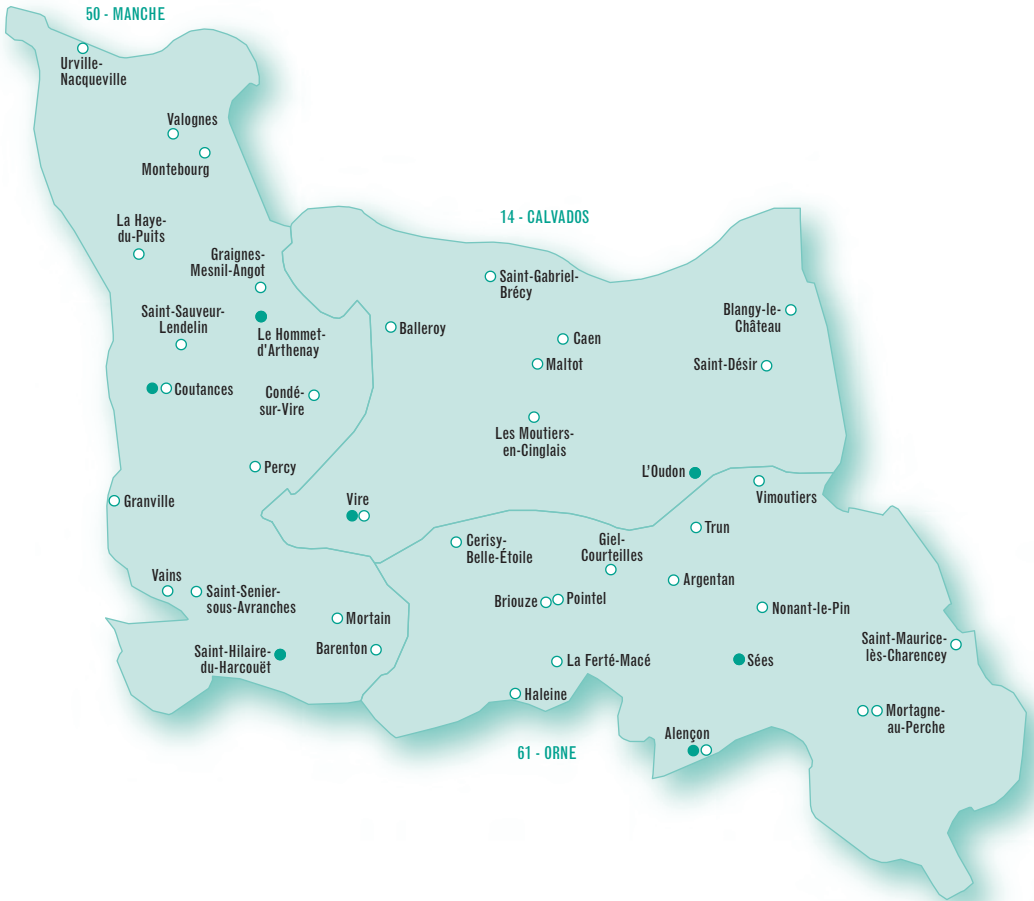 50 - MANCHE
Urville-
Nacqueville
Valognes
Montebourg
La Haye-
du-Puits
Graignes-
Mesnil-Angot
Saint-Sauveur-
Lendelin
Le Hommet-
d'Arthenay
Coutances
Condé-
sur-Vire
Percy
Granville
Vains
Saint-Senier-
sous-Avranches
Mortain
Saint-Hilaire-
du-Harcouët
Barenton
14 - CALVADOS
Saint-Gabriel-
Brécy
Balleroy
Caen
Maltot
Blangy-le-
Château
Saint-Désir
Les Moutiers-
en-Cinglais
L'Oudon
Vire
Vimoutiers
Trun
Cerisy-
Belle-Étoile
Giel-
Courteilles
Argentan
Briouze
Pointel
Nonant-le-Pin
Saint-Maurice-
lès-Charencey
La Ferté-Macé
Sées
Haleine
Mortagne-
au-Perche
Alençon
61 - ORNE